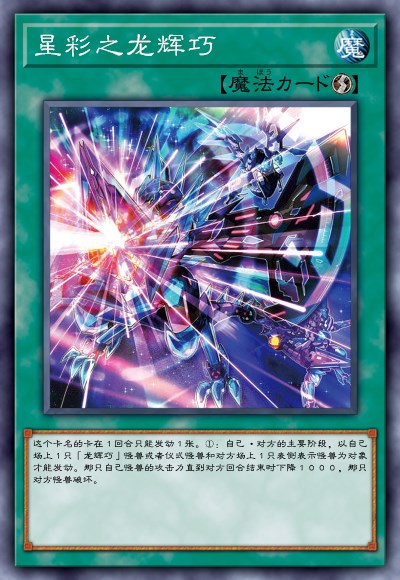 星彩之龙辉巧
魔
【魔法カード】
まほう
这个卡名的卡在1回合只能发动1张。①：自己·对方的主要阶段，以自己
场上1只「龙辉巧」怪兽或者仪式怪兽和对方场上1只表侧表示怪兽为对象
才能发动。那只自己怪兽的攻击力直到对方回合结束时下降1000，那只
对方怪兽破坏。